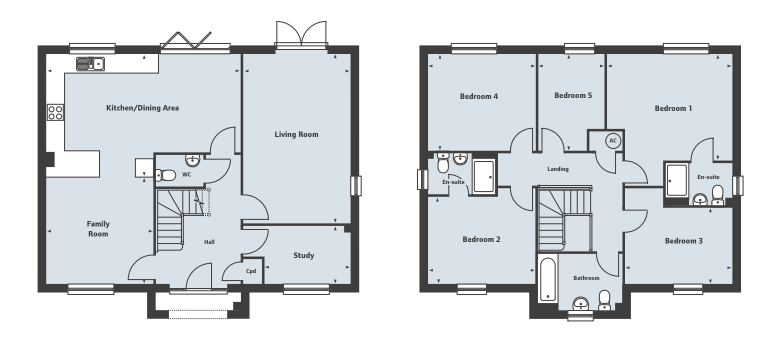 Kitchen/Dining Area
Living Room
WC
Family
Room
Hall
Study
Cpd
Bedroom 4
Bedroom 5
Bedroom 1
AC
Landing
En-suite
En-suite
Bedroom 2
Bedroom 3
Bathroom